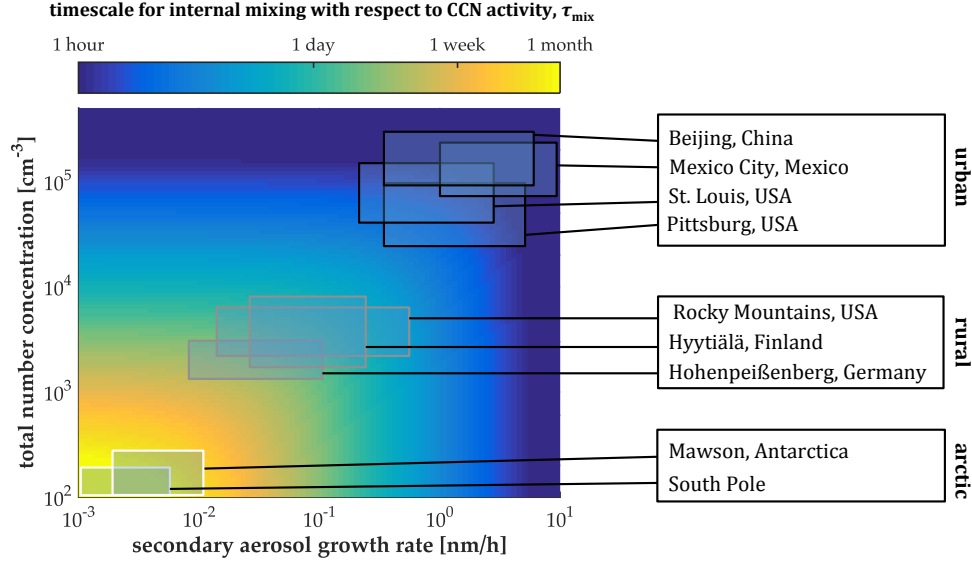 timescale for internal mixing with respect to CCN activity, τmix
1 hour 1 day 1 week 1 month
total number concentration [cm-3]
10^5
10^4
10^3
10^2
10^-3 10^-2 10^-1 10^0 10^1
secondary aerosol growth rate [nm/h]
Beijing, China
Mexico City, Mexico
St. Louis, USA
Pittsburg, USA
urban
Rocky Mountains, USA
Hyytiälä, Finland
Hohenpeißenberg, Germany
rural
Mawson, Antarctica
South Pole
arctic